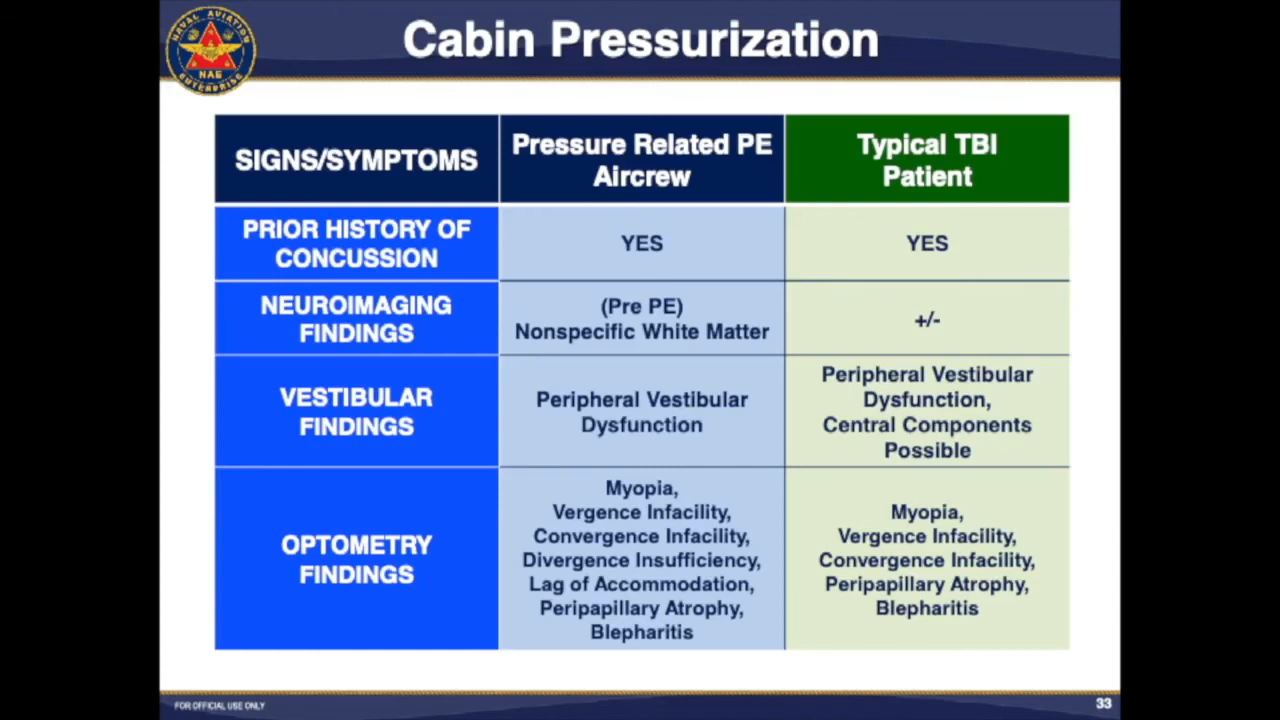 NAVAL AVIATION
NAE
ENTERPRISE
Cabin Pressurization
SIGNS/SYMPTOMS
Pressure Related PE
Aircrew
Typical TBI
Patient
PRIOR HISTORY OF
CONCUSSION
YES
YES
NEUROIMAGING
FINDINGS
(Pre PE)
Nonspecific White Matter
+/-
VESTIBULAR
FINDINGS
Peripheral Vestibular
Dysfunction
Peripheral Vestibular
Dysfunction,
Central Components
Possible
OPTOMETRY
FINDINGS
Myopia,
Vergence Infacility,
Convergence Infacility,
Divergence Insufficiency,
Lag of Accommodation,
Peripapillary Atrophy,
Blepharitis
Myopia,
Vergence Infacility,
Convergence Infacility,
Peripapillary Atrophy,
Blepharitis
FOR OFFICIAL USE ONLY
33